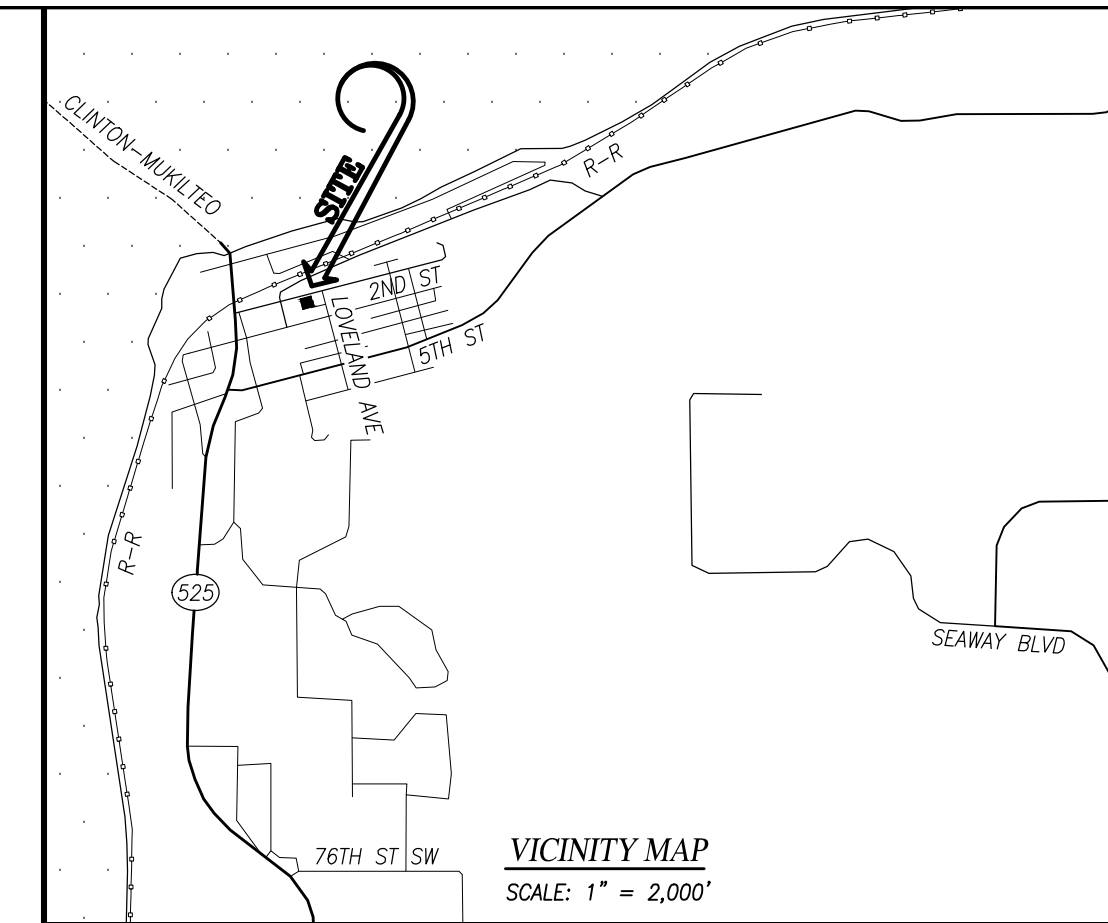 CLINTON-MUKILTEO
SITE
R-R
2ND ST
LOVELAND AVE
5TH ST
R-R
525
SEAWAY BLVD
76TH ST SW
VICINITY MAP
SCALE: 1" = 2,000'